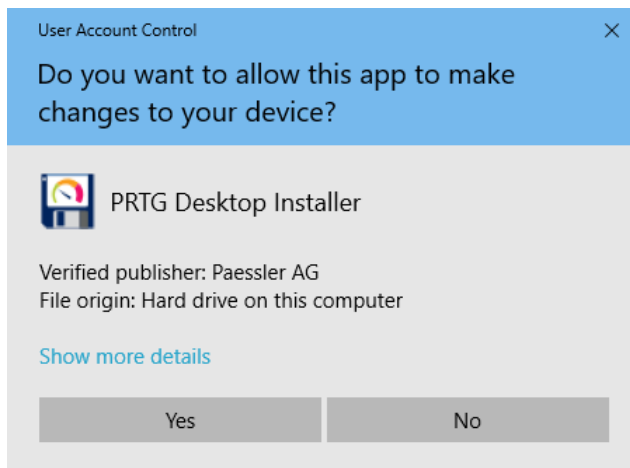 User Account Control
Do you want to allow this app to make
changes to your device?
PRTG Desktop Installer
Verified publisher: Paessler AG
File origin: Hard drive on this computer
Show more details
Yes
No